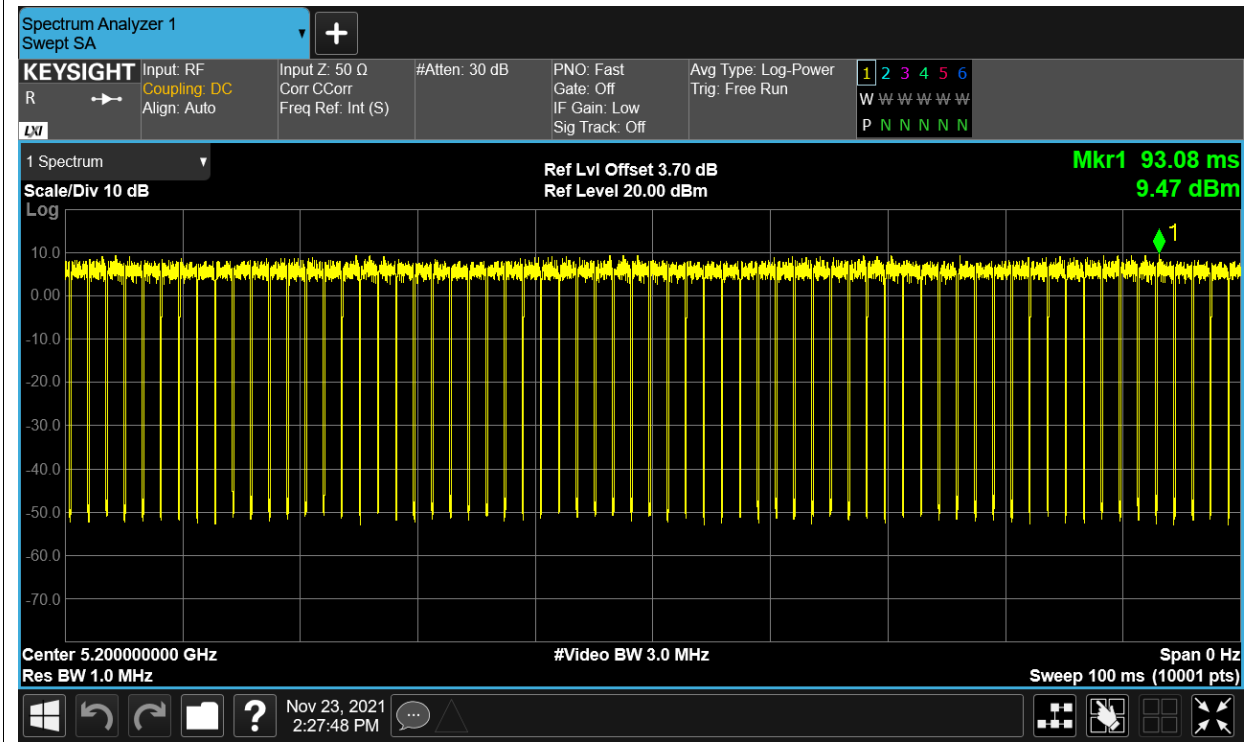 Spectrum Analyzer 1
Swept SA
KEYSIGHT
R
LXI
Input: RF
Coupling: DC
Align: Auto
Input Z: 50 Ω
Corr CCorr
Freq Ref: Int (S)
#Atten: 30 dB
PNO: Fast
Gate: Off
IF Gain: Low
Sig Track: Off
Avg Type: Log-Power
Trig: Free Run
1 2 3 4 5 6
W W W W W W
P N N N N N
1 Spectrum
Scale/Div 10 dB
Log
Ref Lvl Offset 3.70 dB
Ref Level 20.00 dBm
Mkr1 93.08 ms
9.47 dBm
1
10.0
0.00
-10.0
-20.0
-30.0
-40.0
-50.0
-60.0
-70.0
Center 5.200000000 GHz
#Video BW 3.0 MHz
Span 0 Hz
Res BW 1.0 MHz
Sweep 100 ms (10001 pts)
?
Nov 23, 2021
2:27:48 PM